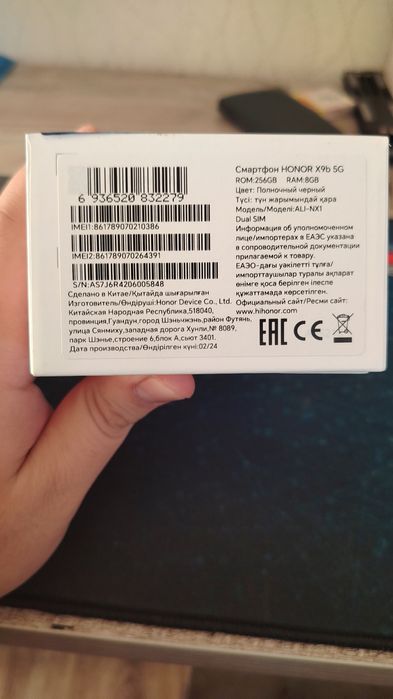 6 936520 832279
IMEI1:861789070210386
IMEI2:861789070264391
S/N:AS7J6R4206005848
Сделано в Китае/Қытайда шығарылған
Изготовитель/Өндіруші:Honor Device Co., Ltd.
Китайская Народная Республика,518040,
провинция,Гуандун,город Шэньчжэнь,район Футянь,
улица Сянмиху,западная дорога Хунли,№ 8089,
парк Шэнье,строение 6,блок А,сьют 3401.
Дата производства/Өндірілген күні:02/24
Смартфон HONOR X9b 5G
ROM:256GB RAM:8GB
Цвет: Полночный черный
Түсі: түн жарымындай қара
Модель/Моделі:ALI-NX1
Dual SIM
Информация об уполномоченном
лице/импортерах в ЕАЭС указана
в сопроводительной документации
прилагаемой к товару.
ЕАЭО-дағы уәкілетті тұлға/
импорттаушылар туралы ақпарат
өнімге қоса берілген ілеспе
құжаттамада көрсетілген.
Официальный сайт/Ресми сайт:
www.hihonor.com
EAC CE